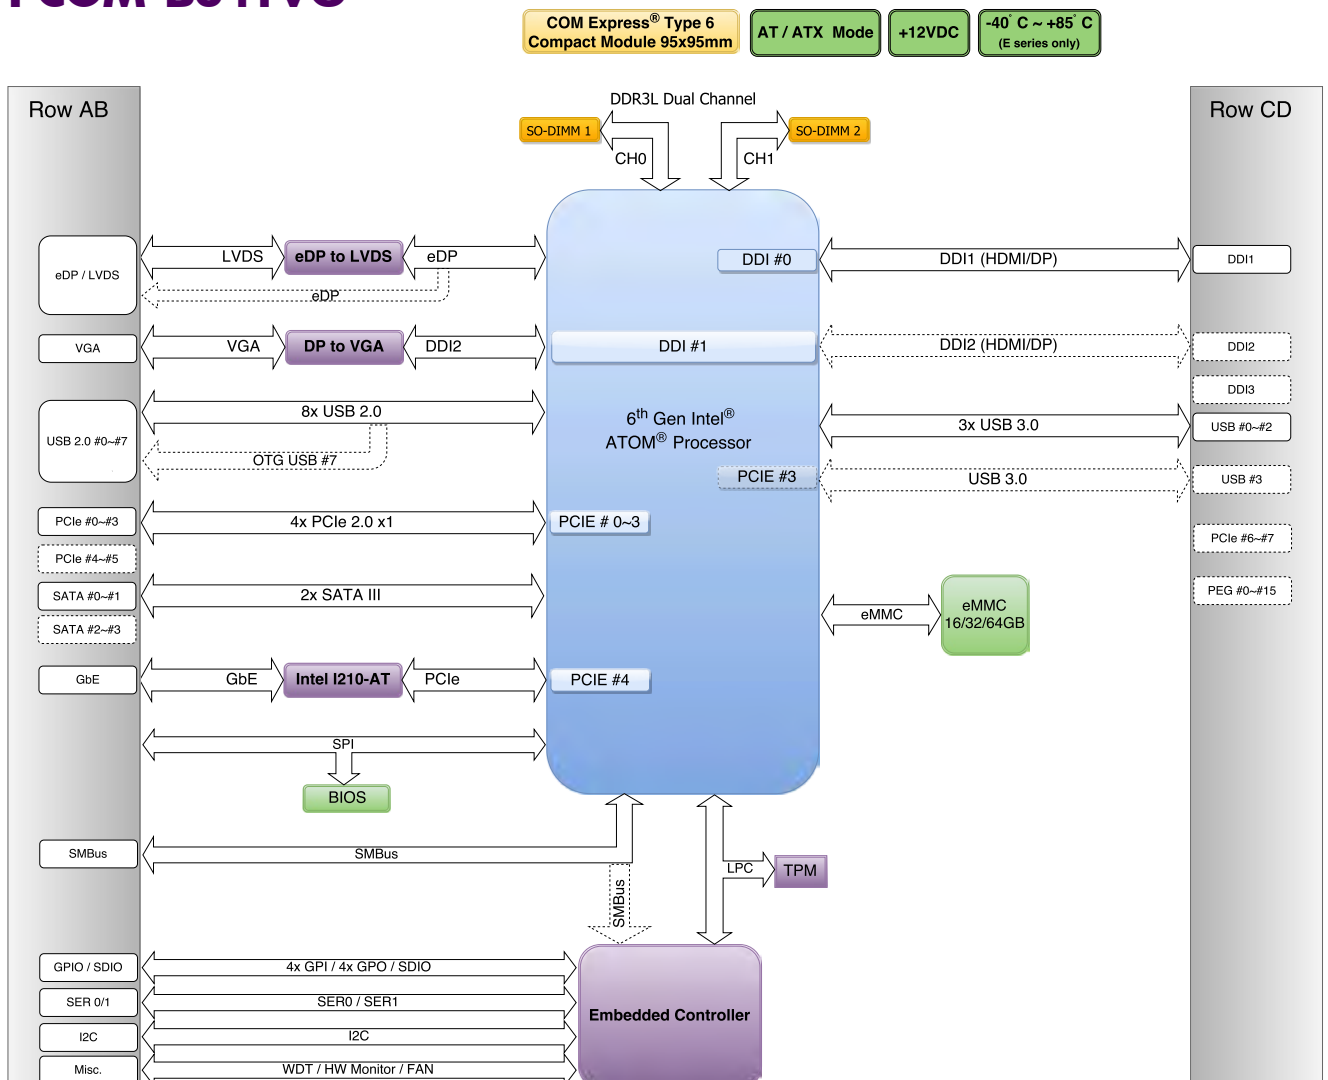 COM Express® Type 6
Compact Module 95x95mm
AT / ATX Mode
+12VDC
-40° C ~ +85° C
(E series only)
Row AB
DDR3L Dual Channel
Row CD
SO-DIMM 1
SO-DIMM 2
CH0
CH1
eDP / LVDS
LVDS
eDP to LVDS
eDP
eDP
DDI #0
DDI1 (HDMI/DP)
DDI1
VGA
VGA
DP to VGA
DDI2
DDI #1
DDI2 (HDMI/DP)
DDI2
DDI3
USB 2.0 #0~#7
8x USB 2.0
OTG USB #7
6th Gen Intel®
ATOM® Processor
3x USB 3.0
USB #0~#2
PCIE #3
USB 3.0
USB #3
PCIe #0~#3
4x PCIe 2.0 x1
PCIE # 0~3
PCIe #6~#7
PCIe #4~#5
SATA #0~#1
2x SATA III
PEG #0~#15
SATA #2~#3
eMMC
eMMC
16/32/64GB
GbE
GbE
Intel I210-AT
PCIe
PCIE #4
SPI
BIOS
SMBus
SMBus
SMBus
LPC
TPM
GPIO / SDIO
4x GPI / 4x GPO / SDIO
SER 0/1
SER0 / SER1
Embedded Controller
I2C
I2C
Misc.
WDT / HW Monitor / FAN